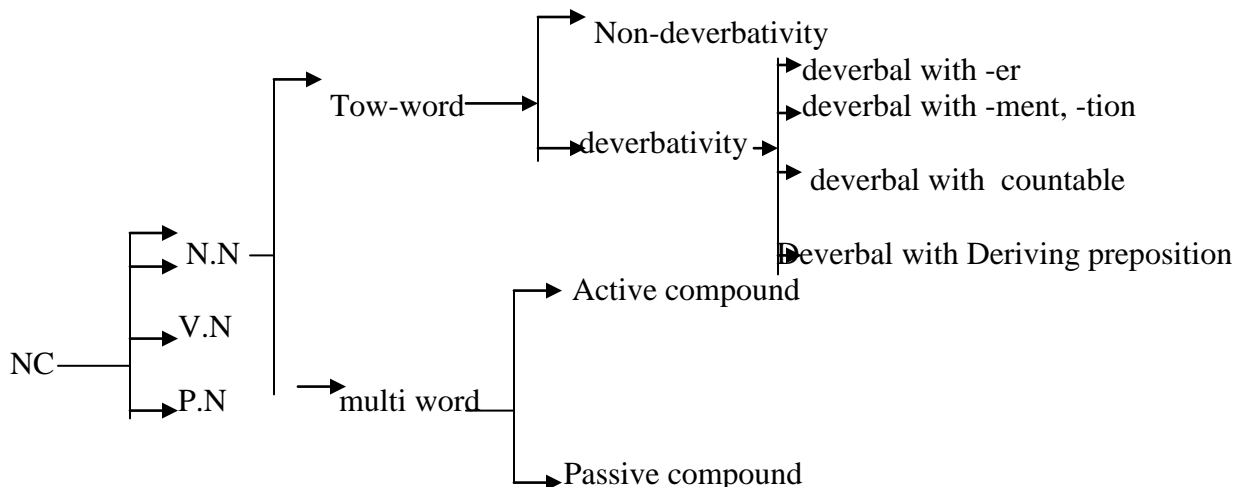 Non-deverbativity
deverbal with -er
Tow-word
deverbal with -ment, -tion
deverbativity
deverbal with countable
N.N
Deverbal with Deriving preposition
Active compound
V.N
NC
P.N
multi word
Passive compound